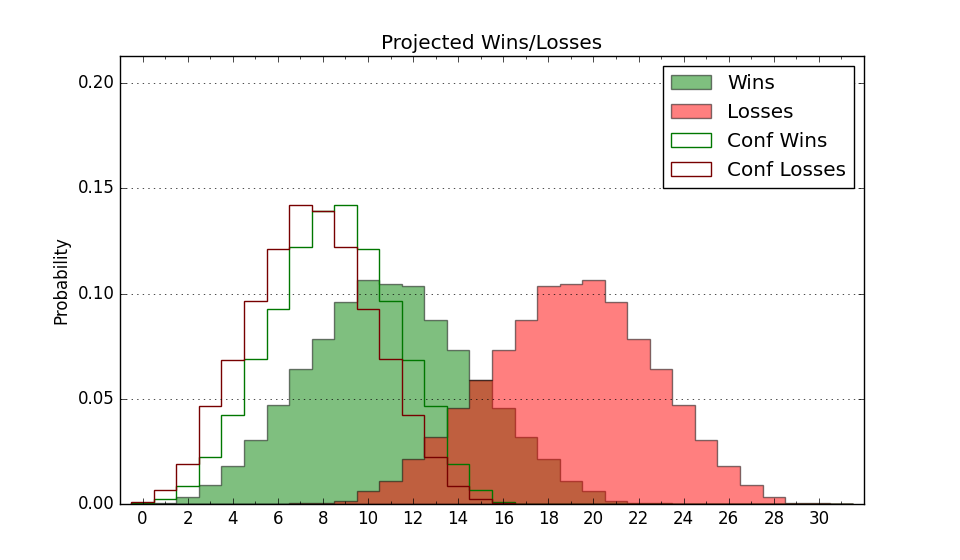 Projected Wins/Losses
0.20
0.15
0.10
0.05
0.00
Probability
Wins
Losses
Conf Wins
Conf Losses
0 2 4 6 8 10 12 14 16 18 20 22 24 26 28 30